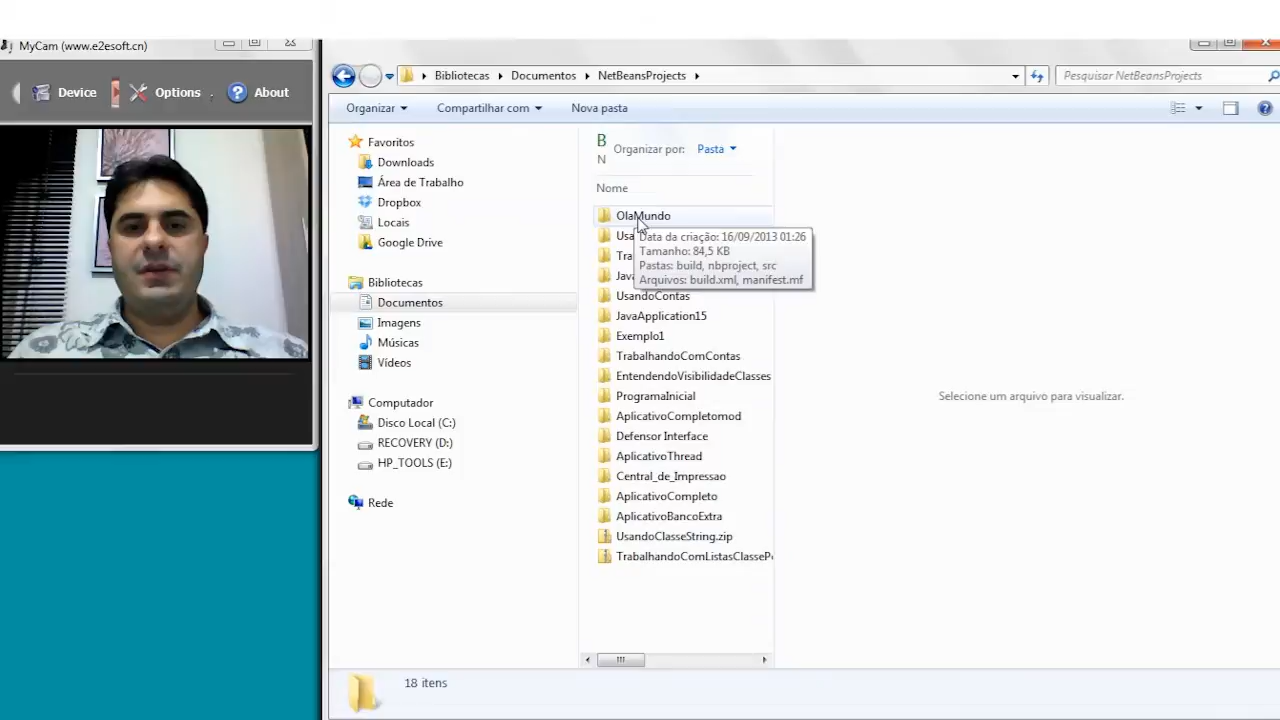 MyCam (www.e2esoft.cn)
Device
Options
About
Bibliotecas
Documentos
NetBeansProjects
Pesquisar NetBeansProjects
Organizar
Compartilhar com
Nova pasta
Favoritos
Downloads
Área de Trabalho
Dropbox
Locais
Google Drive
Bibliotecas
Documentos
Imagens
Músicas
Vídeos
Computador
Disco Local (C:)
RECOVERY (D:)
HP_TOOLS (E:)
Rede
B
N
Organizar por: Pasta
Nome
OlaMundo
Data da criação: 16/09/2013 01:26
Tamanho: 84,5 KB
Pastas: build, nbproject, src
Arquivos: build.xml, manifest.mf
UsandoContas
JavaApplication15
Exemplo1
TrabalhandoComContas
EntendendoVisibilidadeClasses
ProgramaInicial
AplicativoCompletomod
Defensor Interface
AplicativoThread
Central_de_Impressao
AplicativoCompleto
AplicativoBancoExtra
UsandoClasseString.zip
Selecione um arquivo para visualizar.
18 itens